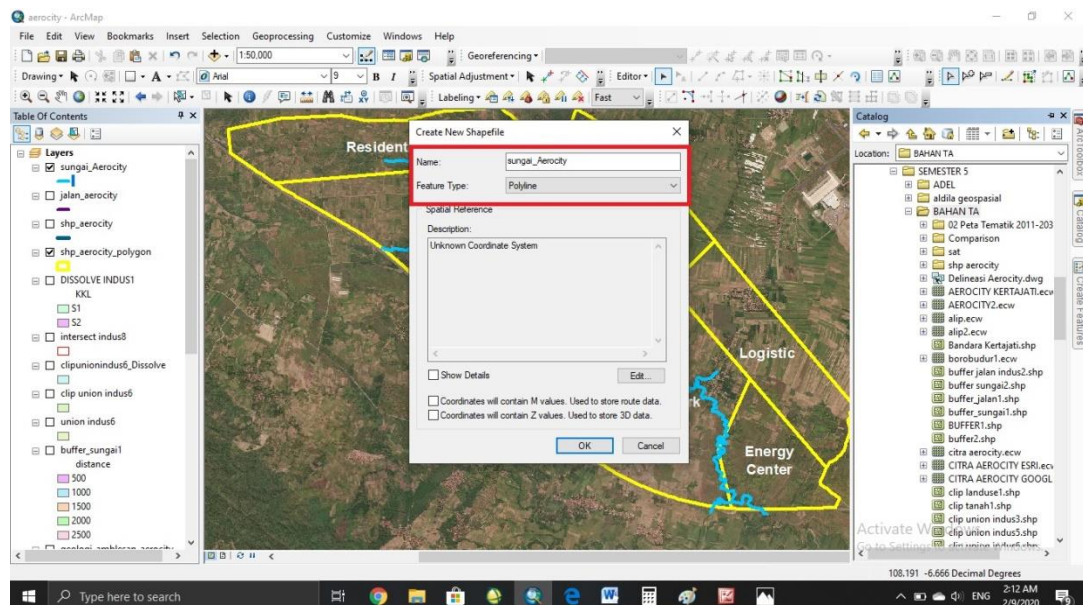 aerocity - ArcMap
File Edit View Bookmarks Insert Selection Geoprocessing Customize Windows Help
1:50,000
Georeferencing
Drawing
A
Arial
9
B I
Spatial Adjustment
Editor
Labeling
Fast
Table Of Contents
Layers
sungai_Aerocity
jalan_aerocity
shp_aerocity
shp_aerocity_polygon
DISSOLVE INDUS1
KKL
S1
S2
intersect indus8
clipunionindus6_Dissolve
clip union indus6
union indus6
buffer_sungai1
distance
500
1000
1500
2000
2500
Resident
Logistic
Energy
Center
Create New Shapefile
Name:
sungai_Aerocity
Feature Type:
Polyline
Spatial Reference
Description:
Unknown Coordinate System
Show Details
Edit...
Coordinates will contain M values. Used to store route data.
Coordinates will contain Z values. Used to store 3D data.
OK
Cancel
Catalog
Location:
BAHAN TA
SEMESTER 5
ADEL
aldila geospasial
BAHAN TA
02 Peta Tematik 2011-203
Comparison
sat
shp aerocity
Delineasi Aerocity.dwg
AEROCITY KERTAJATI.ecw
AEROCITY2.ecw
alip.ecw
alip2.ecw
Bandara Kertajati.shp
borobudur1.ecw
buffer jalan indus2.shp
buffer sungai2.shp
buffer_jalan1.shp
buffer_sungai1.shp
BUFFER1.shp
buffer2.shp
citra aerocity.ecw
CITRA AEROCITY ESRI.ecw
CITRA AEROCITY GOOGL
clip landuse1.shp
clip tanah1.shp
clip union indus3.shp
clip union indus5.shp
ArcToolbox
Catalog
Create Features
108.191 -6.666 Decimal Degrees
Type here to search
ENG
2:12 AM
2/9/2020